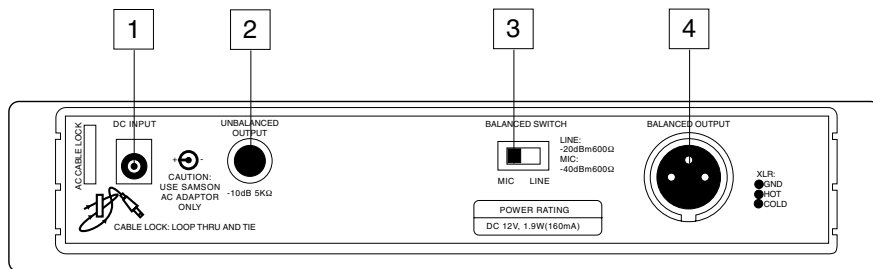 1
2
3
4
AC CABLE LOCK
DC INPUT
+
-
CAUTION:
USE SAMSON
AC ADAPTOR
ONLY
CABLE LOCK: LOOP THRU AND TIE
UNBALANCED
OUTPUT
-10dB 5KΩ
BALANCED SWITCH
MIC LINE
LINE:
-20dBm600Ω
MIC:
-40dBm600Ω
POWER RATING
DC 12V, 1.9W(160mA)
BALANCED OUTPUT
XLR:
GND
HOT
COLD